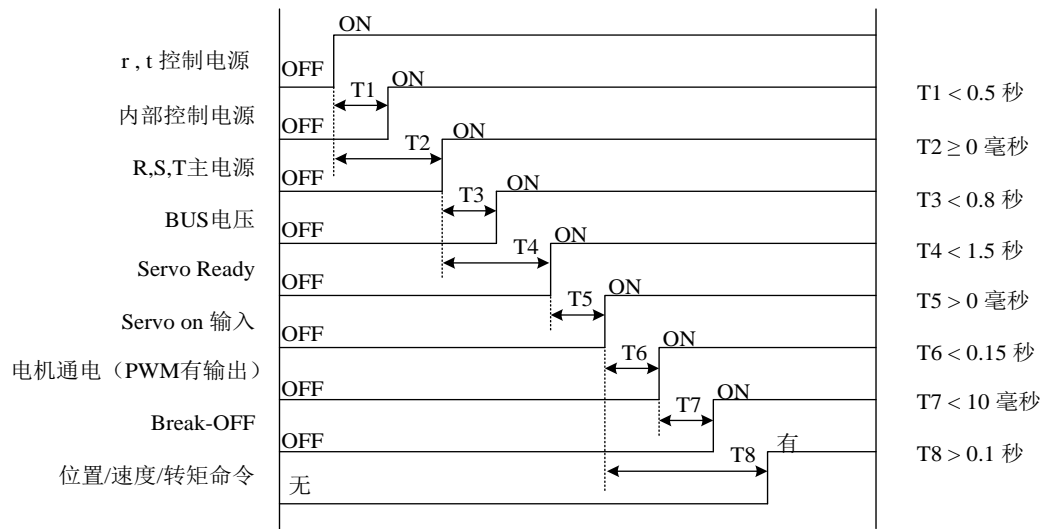 ON
r , t 控制电源
OFF
T1
ON
T1 < 0.5 秒
内部控制电源
OFF
T2
ON
T2 ≥ 0 毫秒
R,S,T主电源
OFF
T3
ON
T3 < 0.8 秒
BUS电压
OFF
T4
ON
T4 < 1.5 秒
Servo Ready
OFF
T5
ON
T5 > 0 毫秒
Servo on 输入
OFF
T6
ON
T6 < 0.15 秒
电机通电（PWM有输出）
OFF
T7
ON
T7 < 10 毫秒
Break-OFF
OFF
T8
有
T8 > 0.1 秒
位置/速度/转矩命令
无